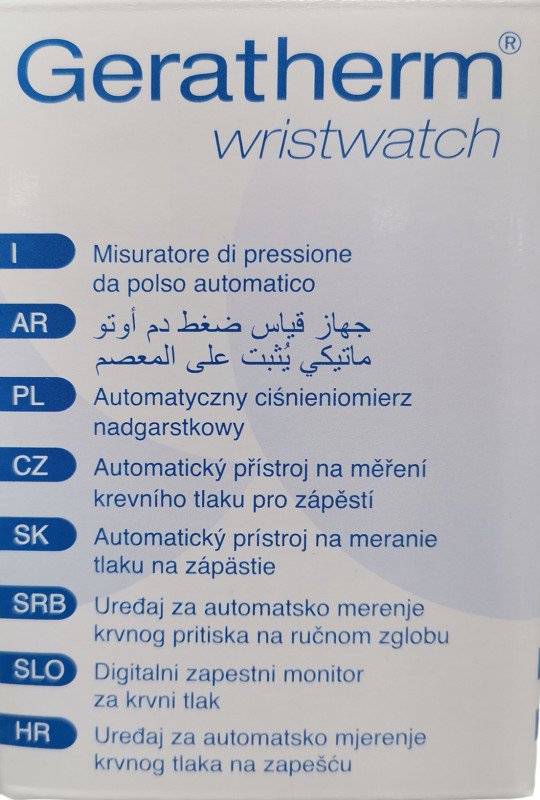 Geratherm®
wristwatch
I Misuratore di pressione
da polso automatico
AR جهاز قياس ضغط دم أوتو
ماتيكي يُثبت على المعصم
PL Automatyczny ciśnieniomierz
nadgarstkowy
CZ Automatický přístroj na měření
krevního tlaku pro zápěstí
SK Automatický prístroj na meranie
tlaku na zápästie
SRB Uređaj za automatsko merenje
krvnog pritiska na ručnom zglobu
SLO Digitalni zapestni monitor
za krvni tlak
HR Uređaj za automatsko mjerenje
krvnog tlaka na zapešću